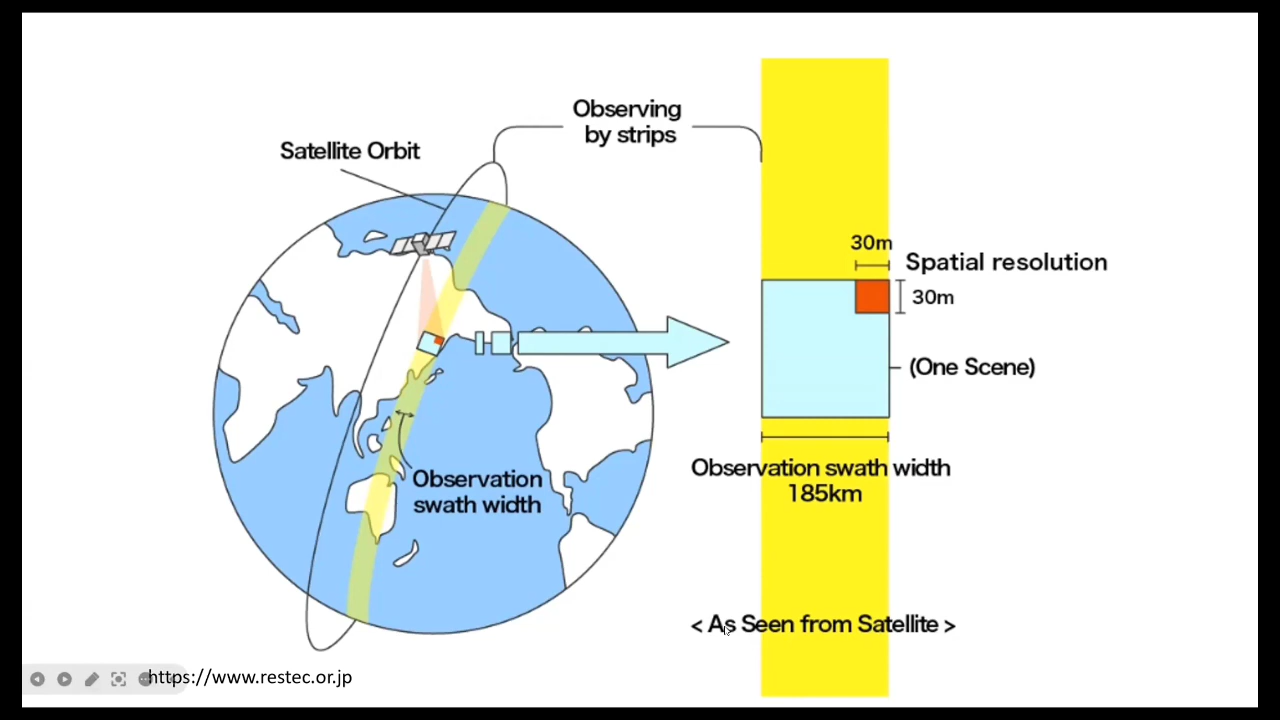 Observing
by strips
Satellite Orbit
30m
Spatial resolution
30m
(One Scene)
Observation swath width
185km
Observation
swath width
< As Seen from Satellite >
https://www.restec.or.jp